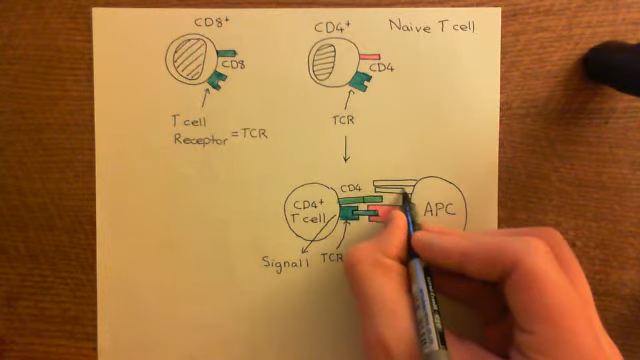 CD8⁺
CD8
T cell
Receptor = TCR
CD4⁺
Naive T cell
CD4
TCR
CD4
CD4⁺
T cell
APC
Signal 1
TCR